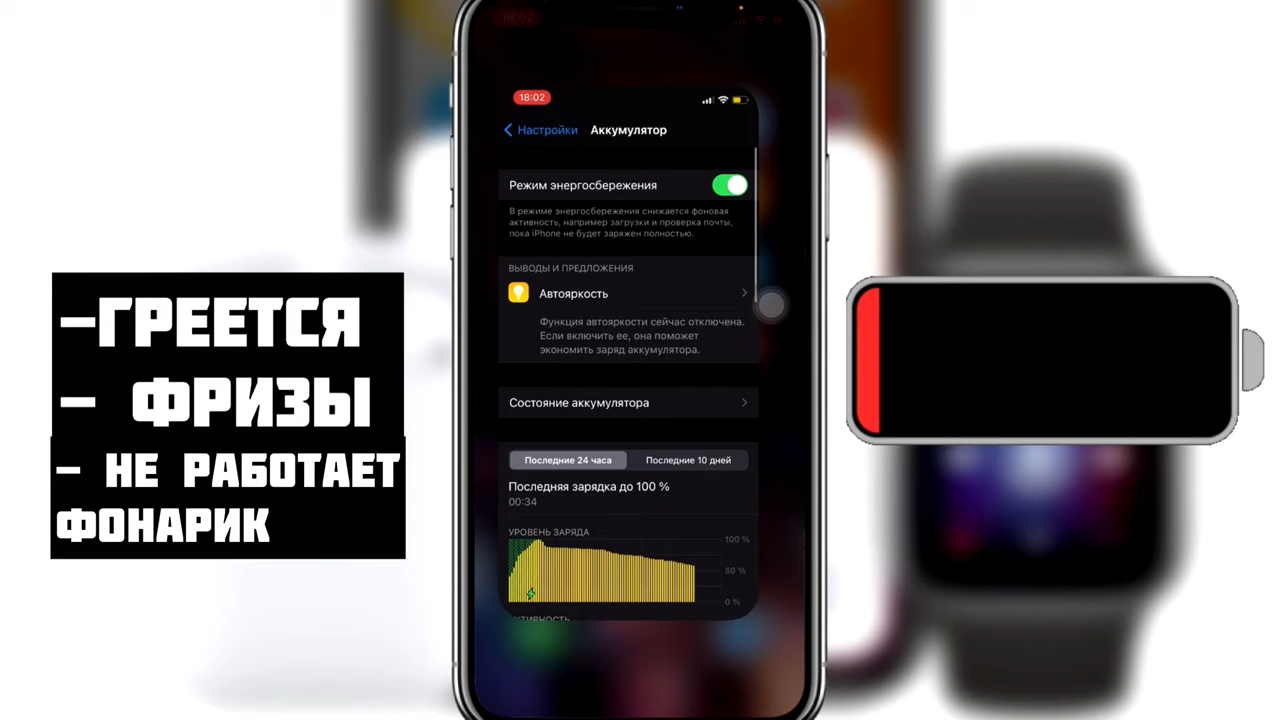 18:02
18:02
Настройки
Аккумулятор
Режим энергосбережения
В режиме энергосбережения снижается фоновая
активность, например загрузки и проверка почты,
пока iPhone не будет заряжен полностью.
ВЫВОДЫ И ПРЕДЛОЖЕНИЯ
Автояркость
Функция автояркости сейчас отключена.
Если включить ее, она поможет
экономить заряд аккумулятора.
Состояние аккумулятора
Последние 24 часа
Последние 10 дней
Последняя зарядка до 100 %
00:34
УРОВЕНЬ ЗАРЯДА
100 %
50 %
0 %
–ГРЕЕТСЯ
– ФРИЗЫ
– НЕ РАБОТАЕТ
ФОНАРИК